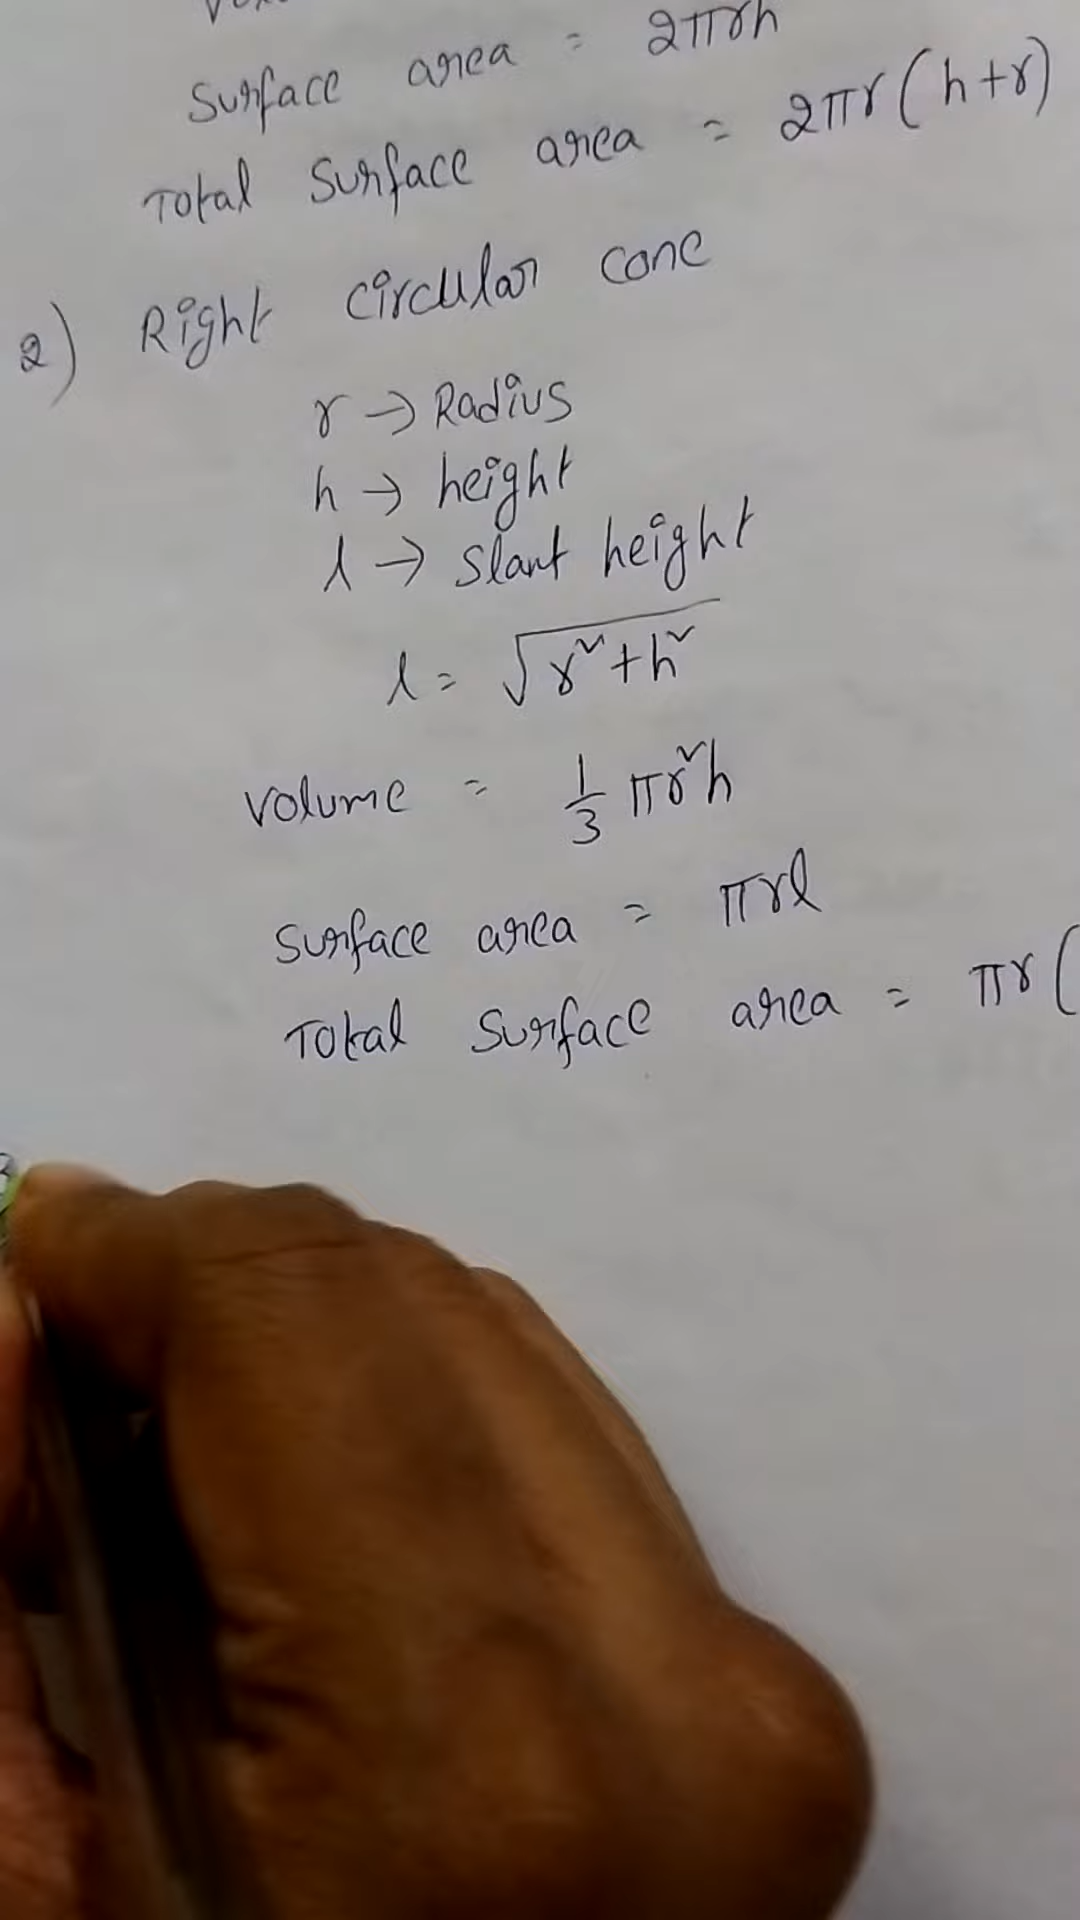 Surface area = 2πrh
Total Surface area = 2πr(h+r)
2) Right circular cone
r → Radius
h → height
l → slant height
l = √r²+h²
Volume = 1/3 πr²h
Surface area = πrl
Total Surface area = πr(